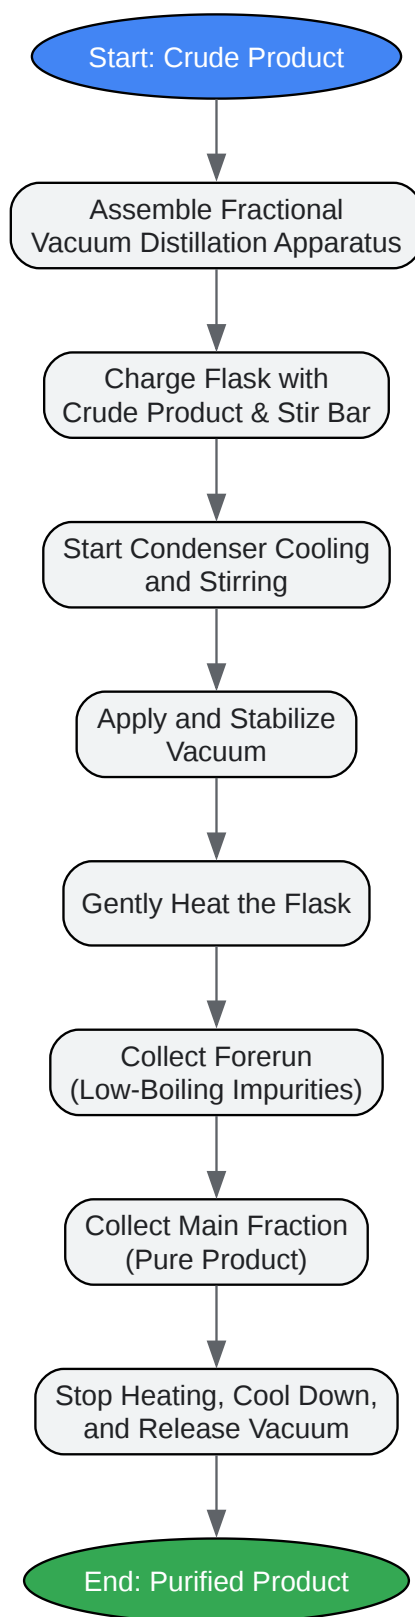 Start: Crude Product
Assemble Fractional
Vacuum Distillation Apparatus
Charge Flask with
Crude Product & Stir Bar
Start Condenser Cooling
and Stirring
Apply and Stabilize
Vacuum
Gently Heat the Flask
Collect Forerun
(Low-Boiling Impurities)
Collect Main Fraction
(Pure Product)
Stop Heating, Cool Down,
and Release Vacuum
End: Purified Product